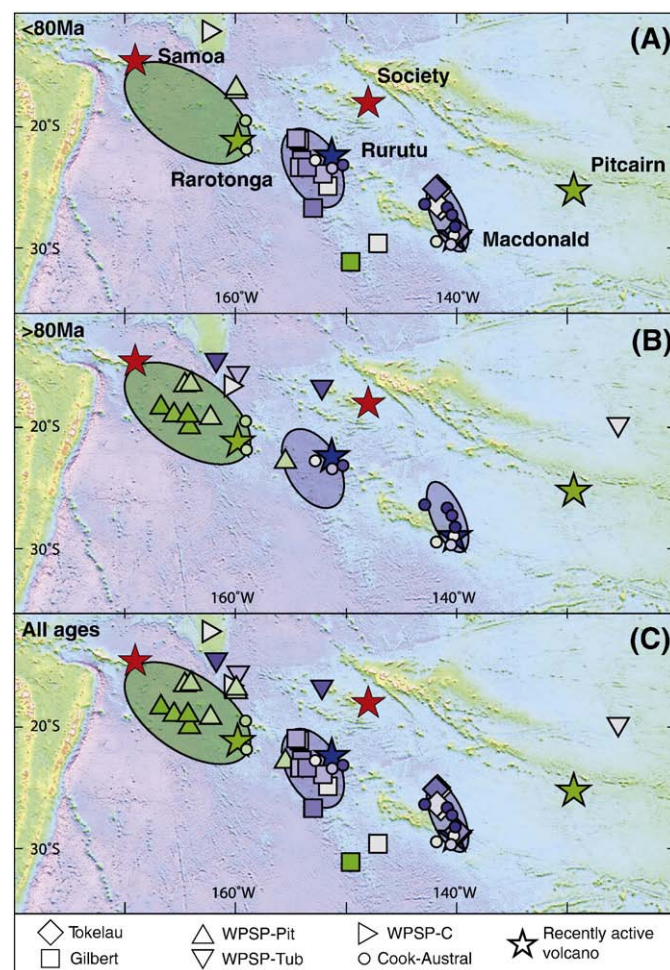 <80Ma
(A)
Samoa
Society
20°S
Rurutu
Pitcairn
Rarotonga
Macdonald
30°S
160°W
140°W
>80Ma
(B)
20°S
30°S
160°W
140°W
All ages
(C)
20°S
30°S
160°W
140°W
Tokelau
WPSP-Pit
WPSP-C
Recently active
volcano
Gilbert
WPSP-Tub
Cook-Austral